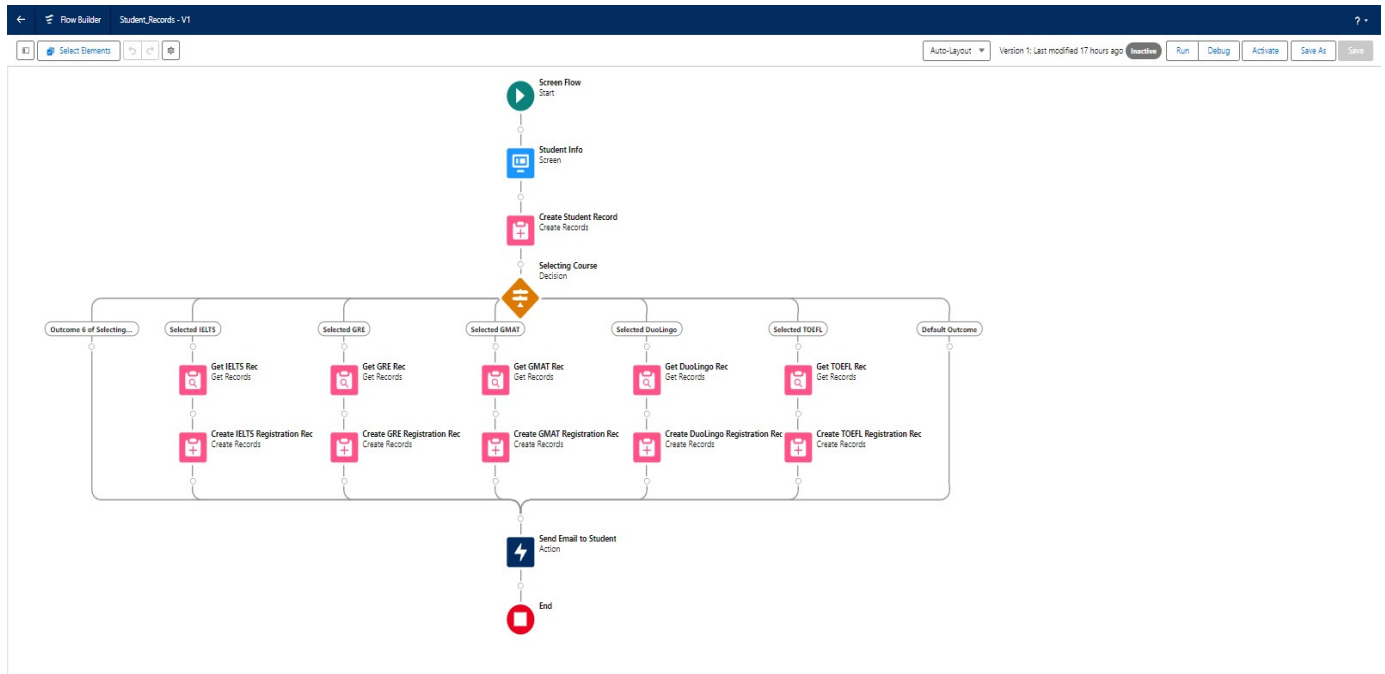 Flow Builder Student_Records - V1 ?
Select Elements Auto-Layout Version 1: Last modified 17 hours ago Inactive Run Debug Activate Save As Save
Screen Flow
Start
Student Info
Screen
Create Student Record
Create Records
Selecting Course
Decision
Outcome 6 of Selecting... Selected IELTS Selected GRE Selected GMAT Selected DuoLingo Selected TOEFL Default Outcome
Get IELTS Rec Get GRE Rec Get GMAT Rec Get DuoLingo Rec Get TOEFL Rec
Get Records Get Records Get Records Get Records Get Records
Create IELTS Registration Rec Create GRE Registration Rec Create GMAT Registration Rec Create DuoLingo Registration Rec Create TOEFL Registration Rec
Create Records Create Records Create Records Create Records Create Records
Send Email to Student
Action
End